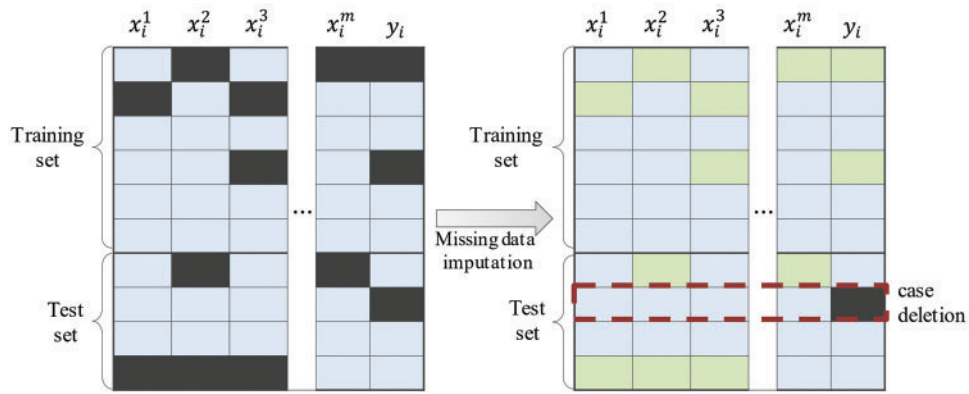 x_i^1 x_i^2 x_i^3 x_i^m y_i
Training
set
...
Test
set
Missing data
imputation
x_i^1 x_i^2 x_i^3 x_i^m y_i
Training
set
...
Test
set
case
deletion